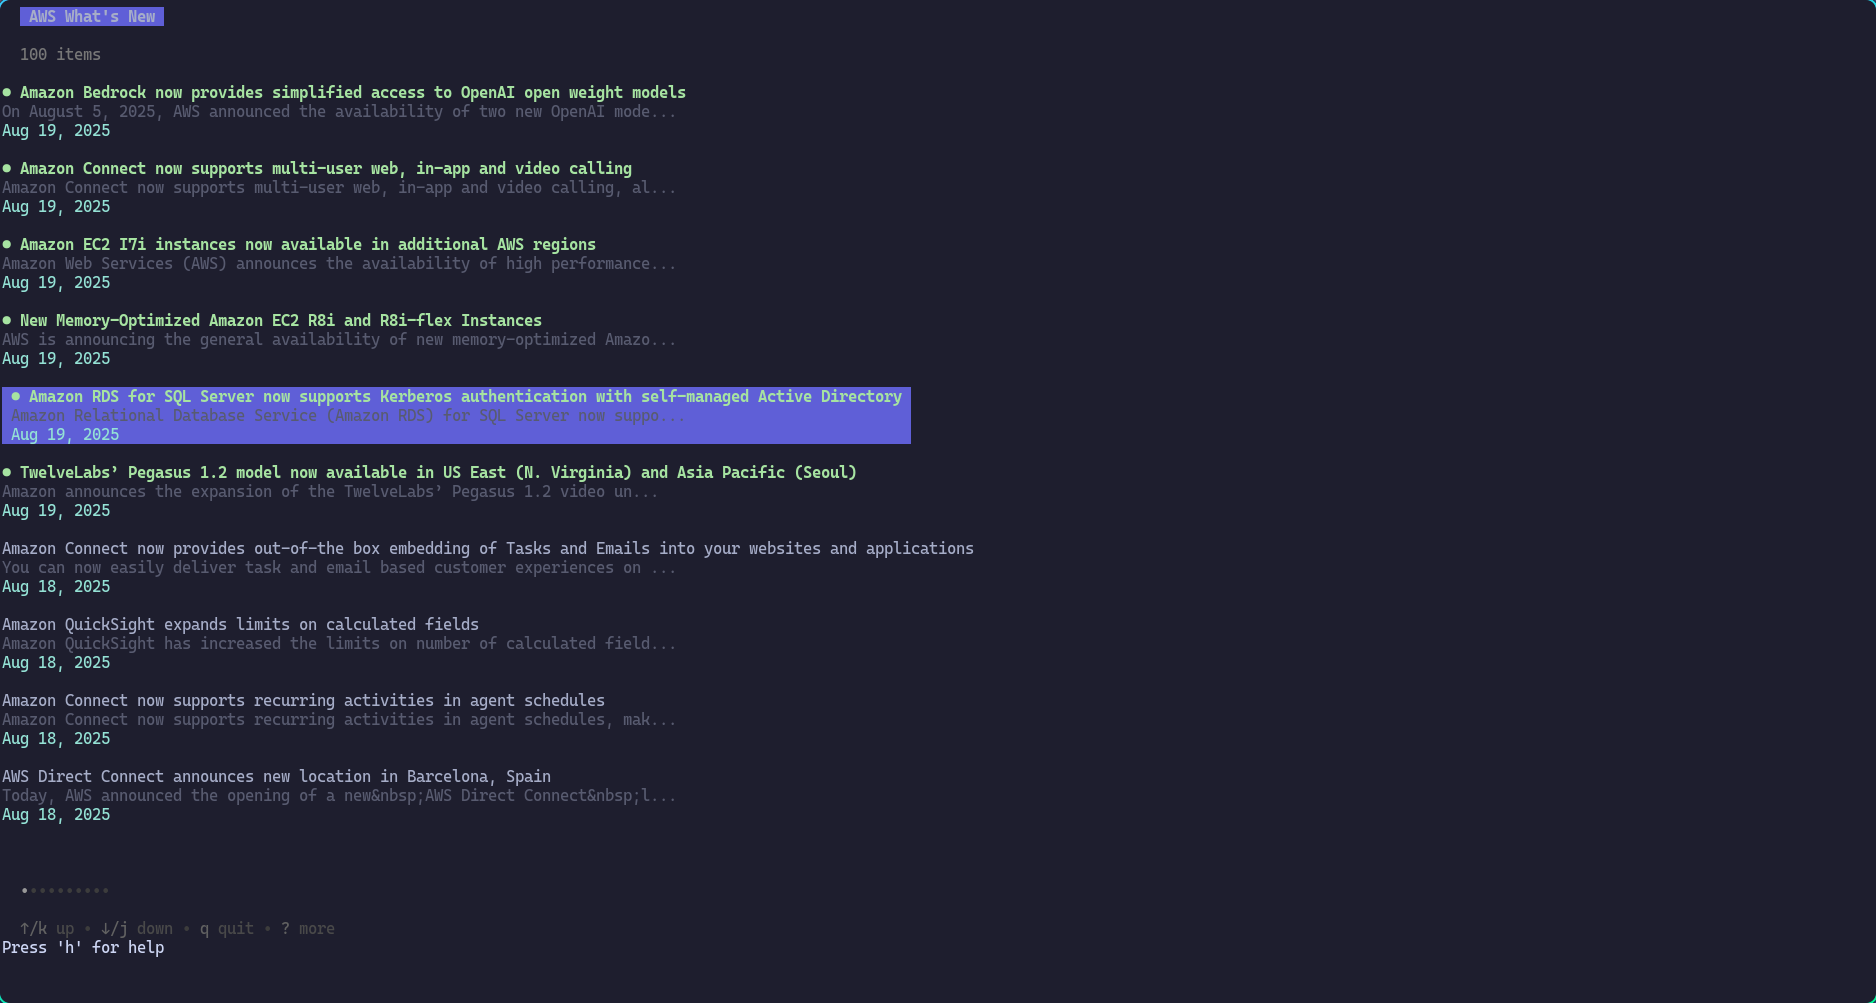 AWS What's New
100 items
● Amazon Bedrock now provides simplified access to OpenAI open weight models
On August 5, 2025, AWS announced the availability of two new OpenAI mode...
Aug 19, 2025
● Amazon Connect now supports multi-user web, in-app and video calling
Amazon Connect now supports multi-user web, in-app and video calling, al...
Aug 19, 2025
● Amazon EC2 I7i instances now available in additional AWS regions
Amazon Web Services (AWS) announces the availability of high performance...
Aug 19, 2025
● New Memory-Optimized Amazon EC2 R8i and R8i-flex Instances
AWS is announcing the general availability of new memory-optimized Amazo...
Aug 19, 2025
● Amazon RDS for SQL Server now supports Kerberos authentication with self-managed Active Directory
Amazon Relational Database Service (Amazon RDS) for SQL Server now suppo...
Aug 19, 2025
● TwelveLabs’ Pegasus 1.2 model now available in US East (N. Virginia) and Asia Pacific (Seoul)
Amazon announces the expansion of the TwelveLabs’ Pegasus 1.2 video un...
Aug 19, 2025
Amazon Connect now provides out-of-the box embedding of Tasks and Emails into your websites and applications
You can now easily deliver task and email based customer experiences on ...
Aug 18, 2025
Amazon QuickSight expands limits on calculated fields
Amazon QuickSight has increased the limits on number of calculated field...
Aug 18, 2025
Amazon Connect now supports recurring activities in agent schedules
Amazon Connect now supports recurring activities in agent schedules, mak...
Aug 18, 2025
AWS Direct Connect announces new location in Barcelona, Spain
Today, AWS announced the opening of a new&nbsp;AWS Direct Connect&nbsp;l...
Aug 18, 2025
••••••••••
↑/k up • ↓/j down • q quit • ? more
Press 'h' for help